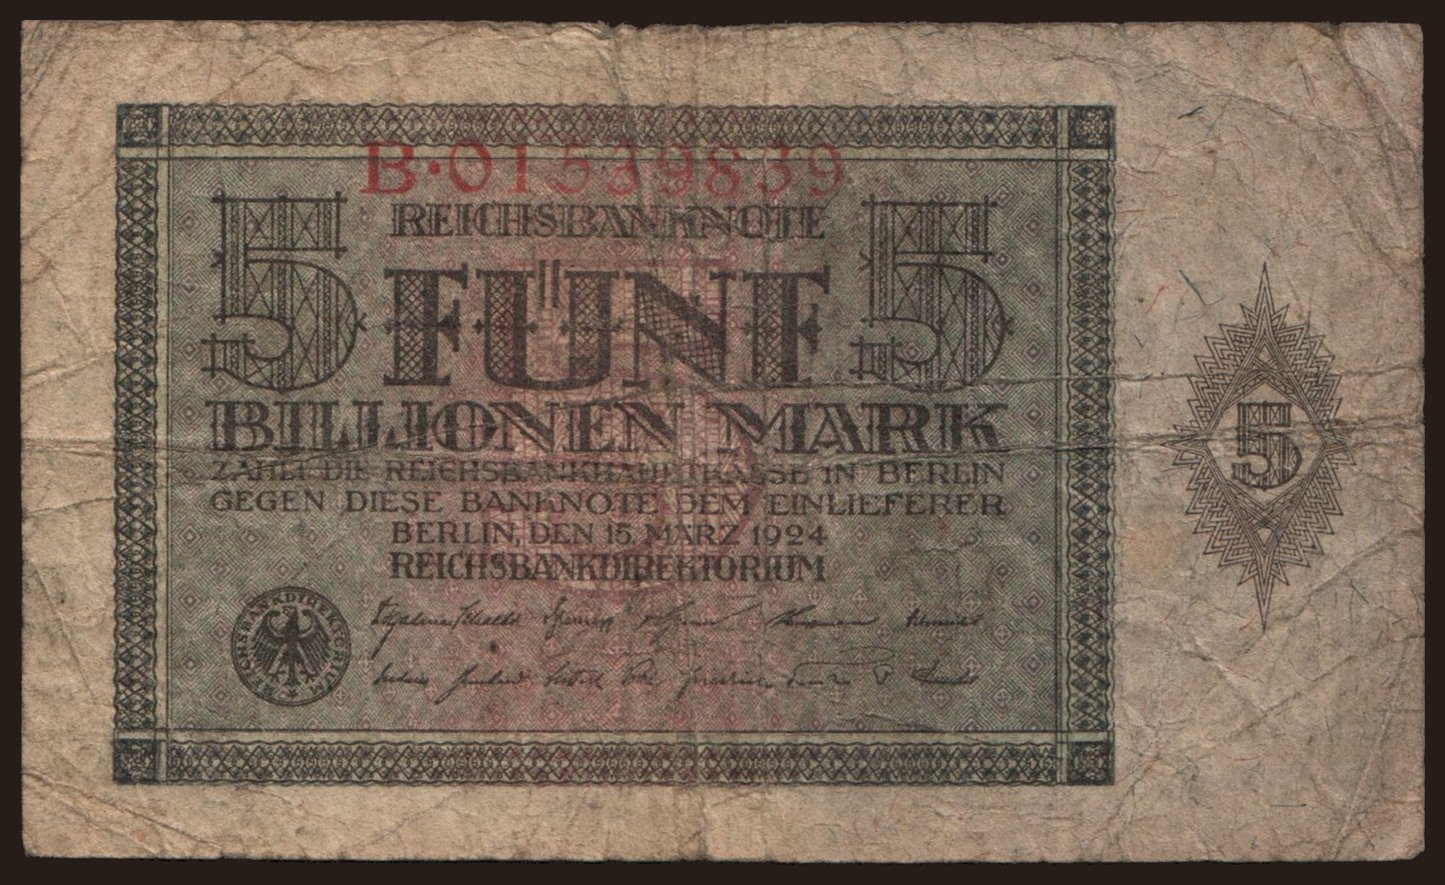 B·01539839
REICHSBANKNOTE
5 FÜNF 5
BILLIONEN MARK
ZAHLT DIE REICHSBANKHAUPTKASSE IN BERLIN
GEGEN DIESE BANKNOTE DEM EINLIEFERER
BERLIN, DEN 15. MÄRZ 1924
REICHSBANKDIREKTORIUM
REICHSBANKDIREKTORIUM
5